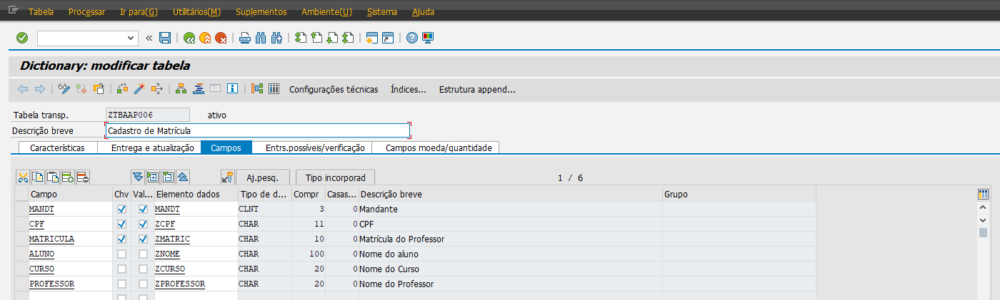 Tabela Processar Ir para(G) Utilitários(M) Suplementos Ambiente(U) Sistema Ajuda
Dictionary: modificar tabela
Configurações técnicas Índices... Estrutura append...
Tabela transp. ZTBAAP006 ativo
Descrição breve Cadastro de Matrícula
Características Entrega e atualização Campos Entrs.possíveis/verificação Campos moeda/quantidade
Aj.pesq. Tipo incorporad 1 / 6
Campo Chv Val... Elemento dados Tipo de d... Compr Casas... Descrição breve Grupo
MANDT MANDT CLNT 3 0 Mandante
CPF ZCPF CHAR 11 0 CPF
MATRICULA ZMATRIC CHAR 10 0 Matrícula do Professor
ALUNO ZNOME CHAR 100 0 Nome do aluno
CURSO ZCURSO CHAR 20 0 Nome do Curso
PROFESSOR ZPROFESSOR CHAR 20 0 Nome do Professor